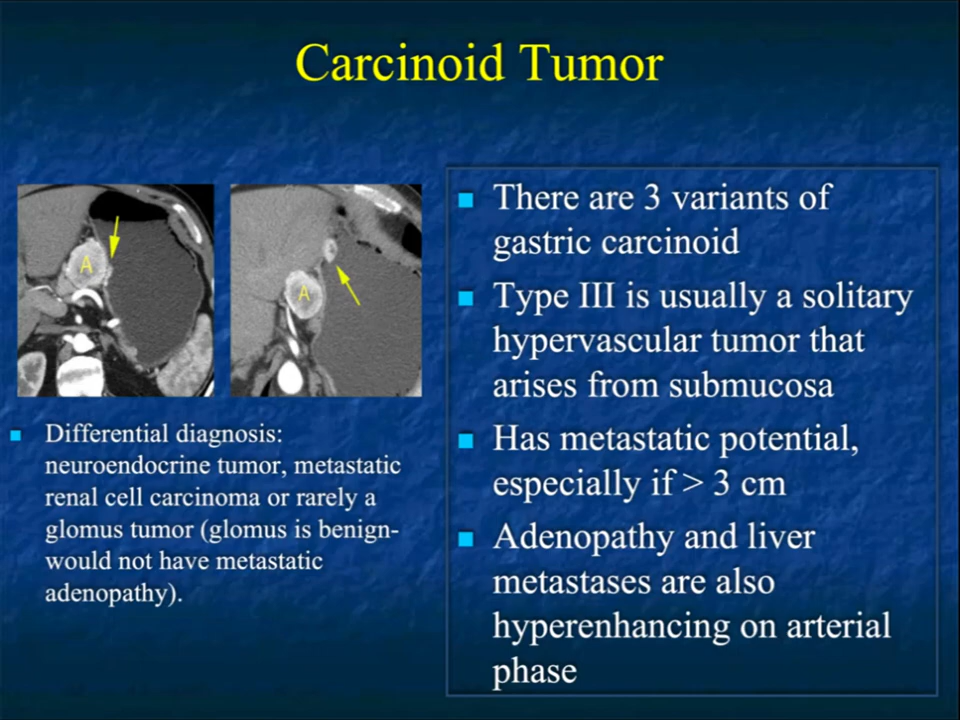 Carcinoid Tumor
A
A
Differential diagnosis:
neuroendocrine tumor, metastatic
renal cell carcinoma or rarely a
glomus tumor (glomus is benign-
would not have metastatic
adenopathy).
There are 3 variants of
gastric carcinoid
Type III is usually a solitary
hypervascular tumor that
arises from submucosa
Has metastatic potential,
especially if > 3 cm
Adenopathy and liver
metastases are also
hyperenhancing on arterial
phase